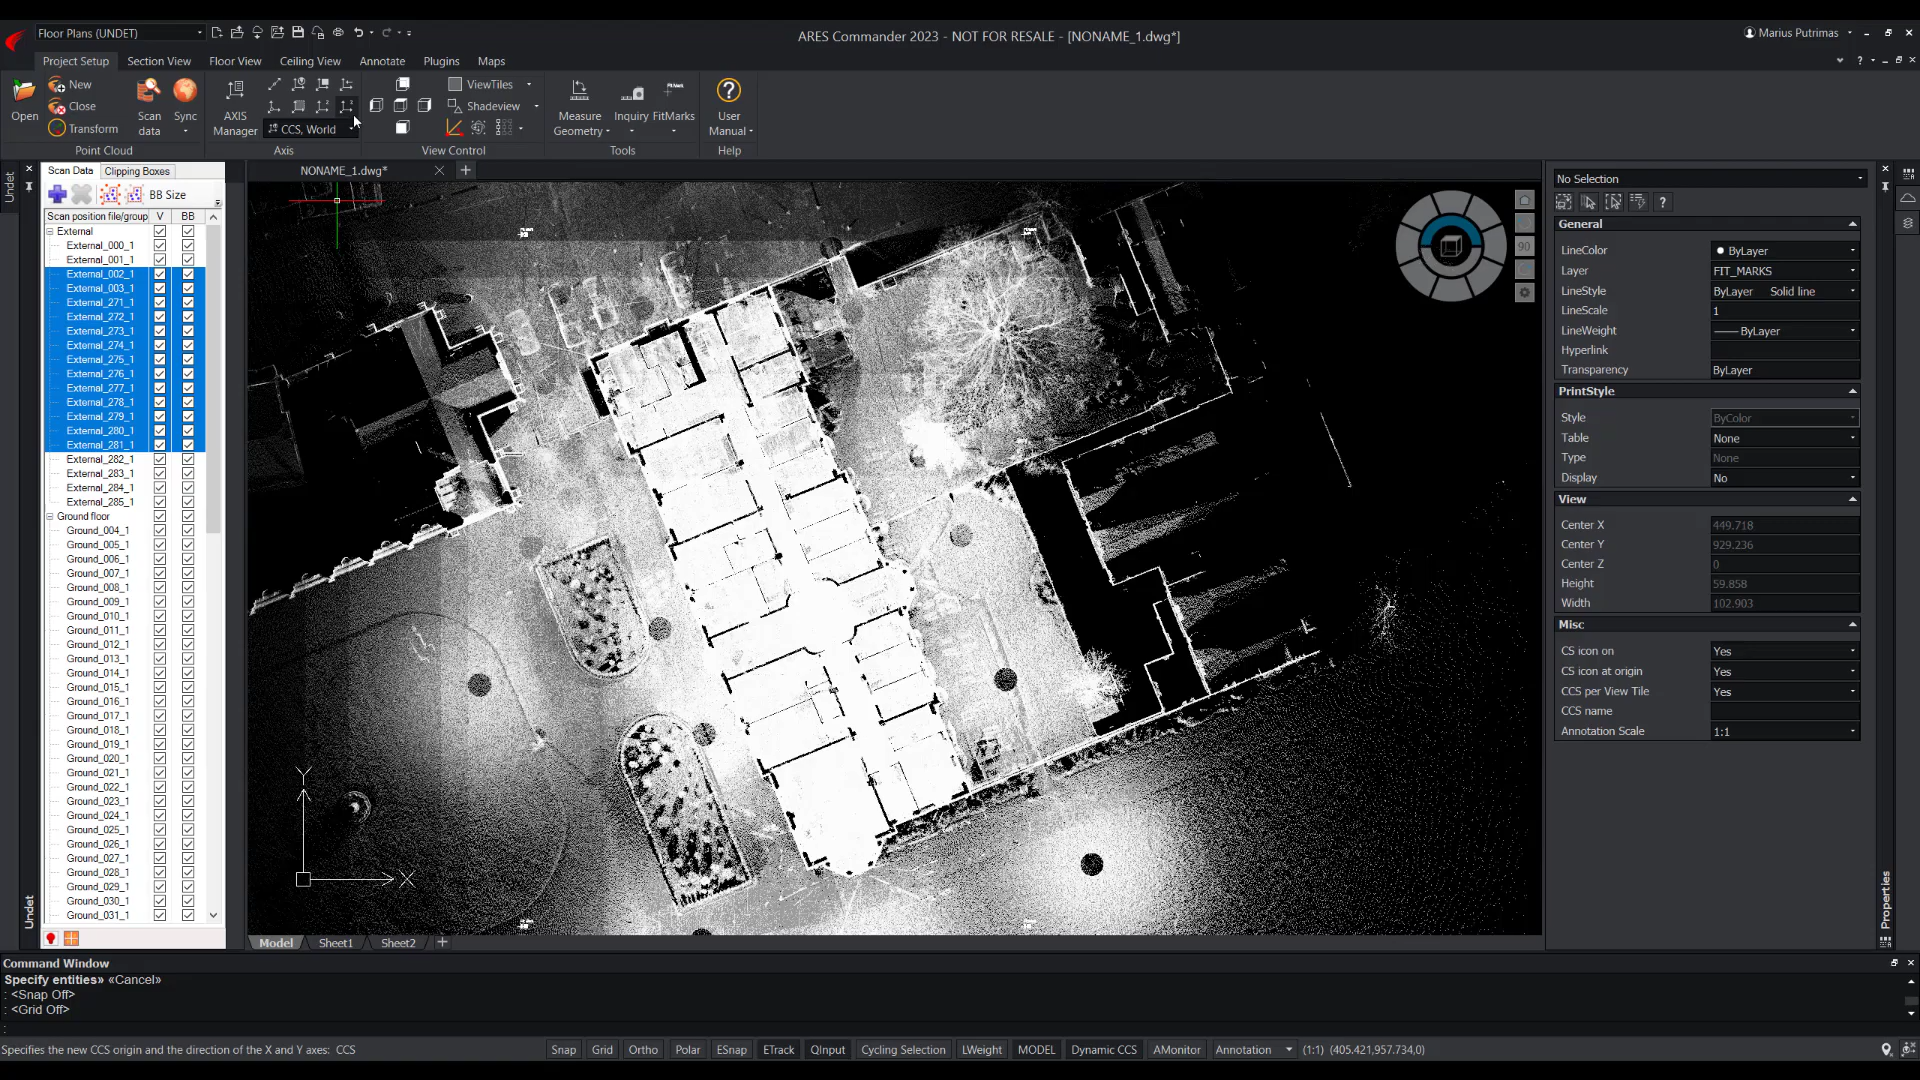 Floor Plans (UNDET)
ARES Commander 2023 - NOT FOR RESALE - [NONAME_1.dwg*]
Marius Putrimas
Project Setup
Section View
Floor View
Ceiling View
Annotate
Plugins
Maps
Open
New
Close
Transform
Scan data
Sync
Point Cloud
AXIS Manager
CCS, World
Axis
ViewTiles
Shadeview
View Control
Measure Geometry
Inquiry
FitMarks
Tools
User Manual
Help
Undet
Scan Data
Clipping Boxes
BB Size
Scan position file/group V BB
External
External_000_1
External_001_1
External_002_1
External_003_1
External_271_1
External_272_1
External_273_1
External_274_1
External_275_1
External_276_1
External_277_1
External_278_1
External_279_1
External_280_1
External_281_1
External_282_1
External_283_1
External_284_1
External_285_1
Ground floor
Ground_004_1
Ground_005_1
Ground_006_1
Ground_007_1
Ground_008_1
Ground_009_1
Ground_010_1
Ground_011_1
Ground_012_1
Ground_013_1
Ground_014_1
Ground_015_1
Ground_016_1
Ground_017_1
Ground_018_1
Ground_019_1
Ground_020_1
Ground_021_1
Ground_022_1
Ground_023_1
Ground_024_1
Ground_025_1
Ground_026_1
Ground_027_1
Ground_028_1
Ground_029_1
Ground_030_1
Ground_031_1
Undet
NONAME_1.dwg*
90
Y
X
Model
Sheet1
Sheet2
No Selection
General
LineColor ByLayer
Layer FIT_MARKS
LineStyle ByLayer Solid line
LineScale 1
LineWeight ByLayer
Hyperlink
Transparency ByLayer
PrintStyle
Style ByColor
Table None
Type None
Display No
View
Center X 449.718
Center Y 929.236
Center Z 0
Height 59.858
Width 102.903
Misc
CS icon on Yes
CS icon at origin Yes
CCS per View Tile Yes
CCS name
Annotation Scale 1:1
Properties
Command Window
Specify entities» «Cancel»
: <Snap Off>
: <Grid Off>
:
Specifies the new CCS origin and the direction of the X and Y axes: CCS
Snap
Grid
Ortho
Polar
ESnap
ETrack
QInput
Cycling Selection
LWeight
MODEL
Dynamic CCS
AMonitor
Annotation
(1:1) (405.421,957.734,0)